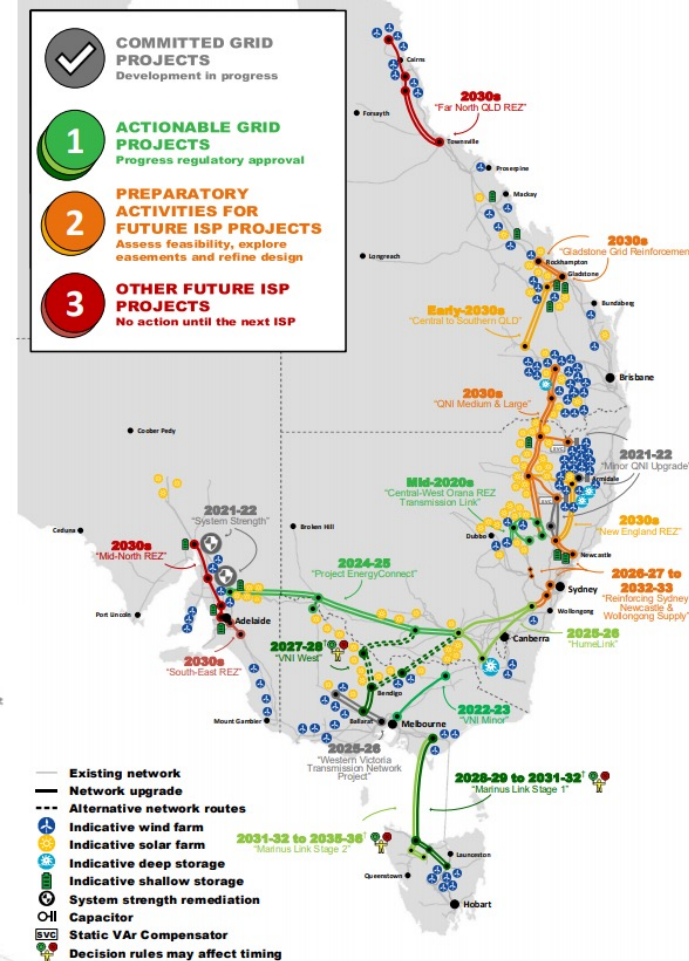 COMMITTED GRID
PROJECTS
Development in progress
1
ACTIONABLE GRID
PROJECTS
Progress regulatory approval
2
PREPARATORY
ACTIVITIES FOR
FUTURE ISP PROJECTS
Assess feasibility, explore
easements and refine design
3
OTHER FUTURE ISP
PROJECTS
No action until the next ISP
Cairns
2030s
"Far North QLD REZ"
Forsayth
Townsville
Proserpine
Mackay
Longreach
2030s
"Gladstone Grid Reinforcemen
Rockhampton
Gladstone
Early-2030s
"Central to Southern QLD"
Bundaberg
Brisbane
2030s
"QNI Medium & Large"
Coober Pedy
SVC
2021-22
"Minor QNI Upgrade"
Armidale
Mid-2020s
"Central-West Orana REZ
Transmission Link"
SVC
2021-22
"System Strength"
Ceduna
Broken Hill
Dubbo
2030s
"New England REZ"
2030s
"Mid-North REZ"
Newcastle
2024-25
"Project EnergyConnect"
Sydney
2026-27 to
2032-33
"Reinforcing Sydney
Newcastle &
Wollongong Supply"
Port Lincoln
Adelaide
Wollongong
Canberra
2025-26
"HumeLink"
2027-28†
"VNI West"
2030s
"South-East REZ"
Bendigo
2022-23
"VNI Minor"
Mount Gambier
Ballarat
Melbourne
2025-26
"Western Victoria
Transmission Network
Project"
Existing network
Network upgrade
Alternative network routes
Indicative wind farm
Indicative solar farm
Indicative deep storage
Indicative shallow storage
System strength remediation
Capacitor
SVC Static VAr Compensator
Decision rules may affect timing
2028-29 to 2031-32†
"Marinus Link Stage 1"
2031-32 to 2035-36†
"Marinus Link Stage 2"
Launceston
Queenstown
Hobart